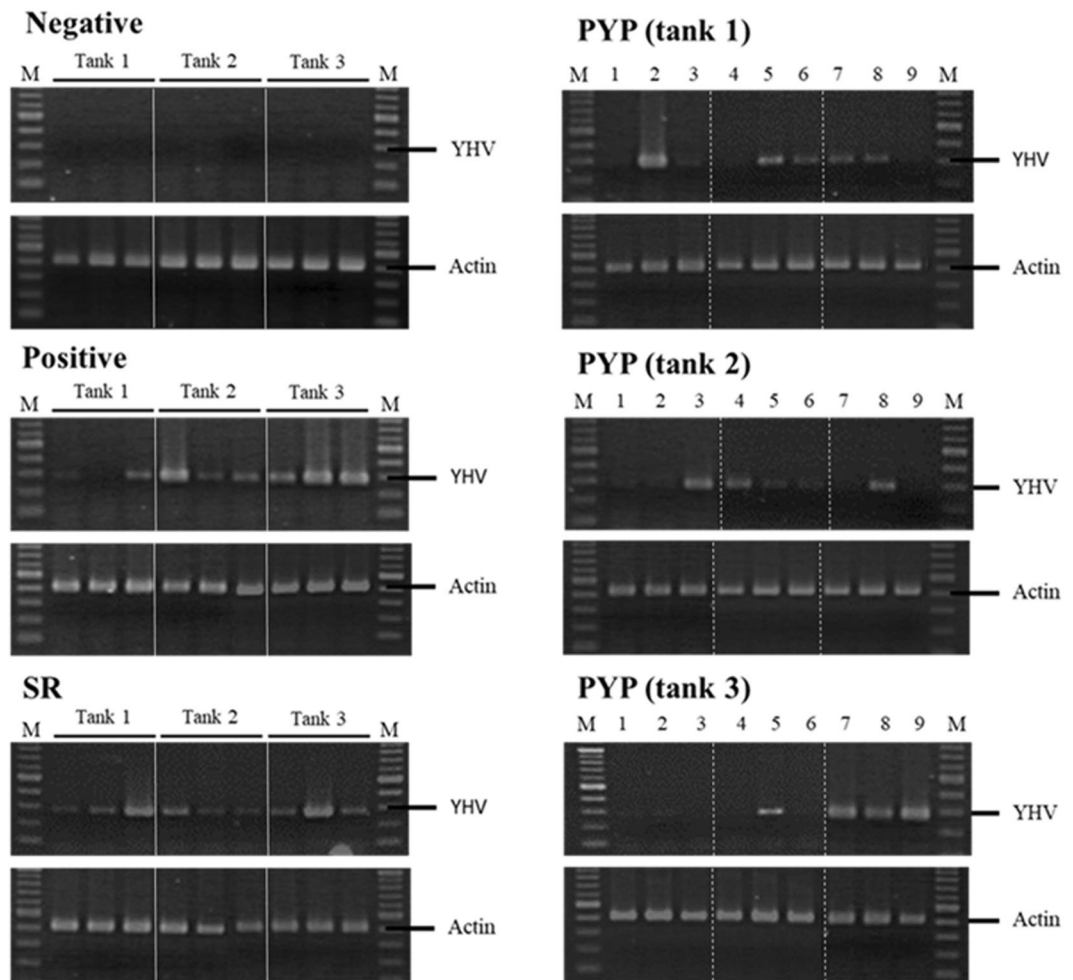 Negative
Tank 1 Tank 2 Tank 3
M M
YHV
Actin
Positive
Tank 1 Tank 2 Tank 3
M M
YHV
Actin
SR
Tank 1 Tank 2 Tank 3
M M
YHV
Actin
PYP (tank 1)
M 1 2 3 4 5 6 7 8 9 M
YHV
Actin
PYP (tank 2)
M 1 2 3 4 5 6 7 8 9 M
YHV
Actin
PYP (tank 3)
M 1 2 3 4 5 6 7 8 9 M
YHV
Actin